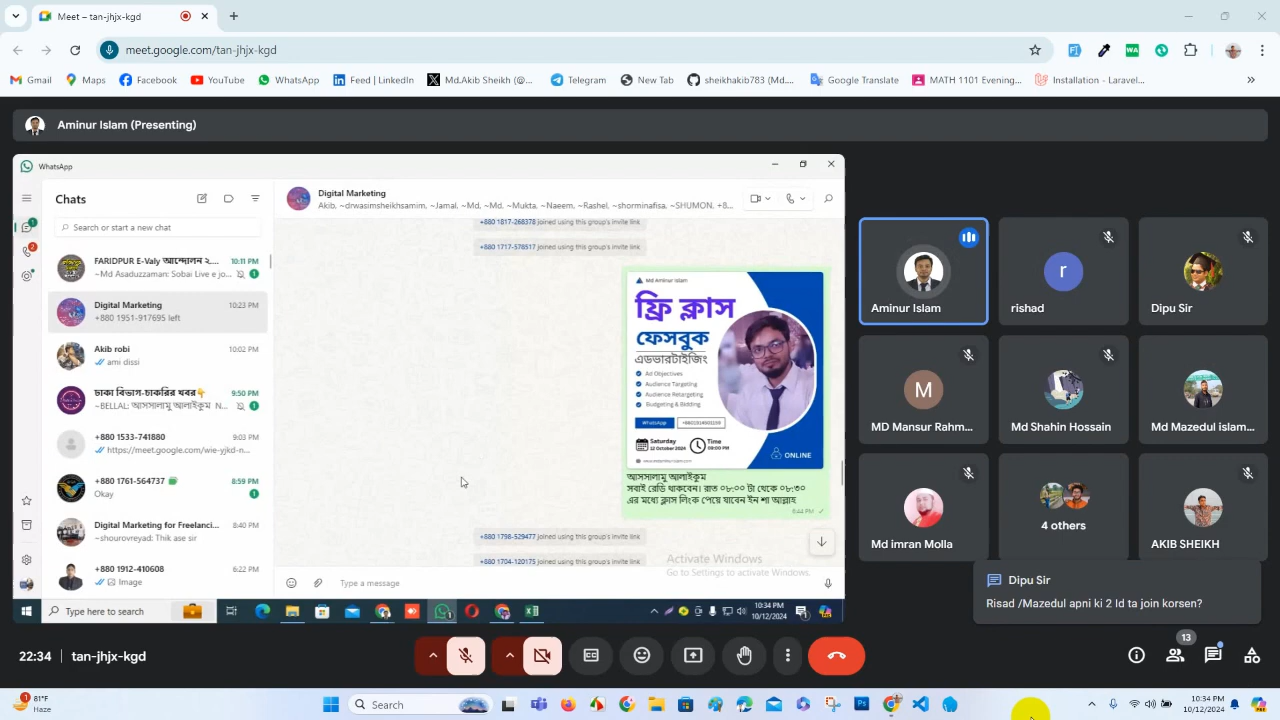 Meet – tan-jhjx-kgd
meet.google.com/tan-jhjx-kgd
Gmail
Maps
Facebook
YouTube
WhatsApp
Feed | LinkedIn
Md.Akib Sheikh (@...
Telegram
New Tab
sheikhakib783 (Md....
Google Translate
MATH 1101 Evening...
Installation - Laravel...
Aminur Islam (Presenting)
WhatsApp
Chats
Search or start a new chat
FARIDPUR E-Valy আন্দোলন ২...
10:11 PM
~Md Asaduzzaman: Sobai Live e jo...
1
Digital Marketing
10:23 PM
+880 1951-917695 left
Akib robi
10:02 PM
ami dissi
ঢাকা বিভাগ-চাকরির খবর👇
9:50 PM
~BELLAL: আসসালামু আলাইকুম N...
1
+880 1533-741880
9:03 PM
https://meet.google.com/wie-yjkd-n...
+880 1761-564737
8:59 PM
Okay
1
Digital Marketing for Freelanci...
8:40 PM
~shourovreyad: Thik ase sir
+880 1912-410608
6:22 PM
Image
Digital Marketing
Akib, ~drwasimsheikhsamim, ~Jamal, ~Md, ~Md. ~Mukta, ~Naeem, ~Rashel, ~shorminafisa, ~SHUMON, +8...
+880 1817-268378 joined using this group's invite link
+880 1717-578517 joined using this group's invite link
Md Aminur Islam
ফ্রি ক্লাস
ফেসবুক
এডভারটাইজিং
Ad Objectives
Audience Targeting
Audience Retargeting
Budgeting & Bidding
WhatsApp
Saturday
12 October 2024
Time
08:00 PM
ONLINE
আসসালামু আলাইকুম
সবাই রেডি থাকবেন। রাত ০৮:০০ টা থেকে ০৮:৩০
এর মধ্যে ক্লাস লিংক পেয়ে যাবেন ইন শা আল্লাহ
6:44 PM
+880 1798-529477 joined using this group's invite link
+880 1704-120175 joined using this group's invite link
Activate Windows
Go to Settings to activate Windows.
Type a message
Type here to search
10:34 PM
10/12/2024
Aminur Islam
r
rishad
Dipu Sir
M
MD Mansur Rahm...
Md Shahin Hossain
Md Mazedul islam...
Md imran Molla
4 others
AKIB SHEIKH
Dipu Sir
Risad /Mazedul apni ki 2 Id ta join korean?
22:34 | tan-jhjx-kgd
13
81°F
Haze
Search
10:34 PM
10/12/2024